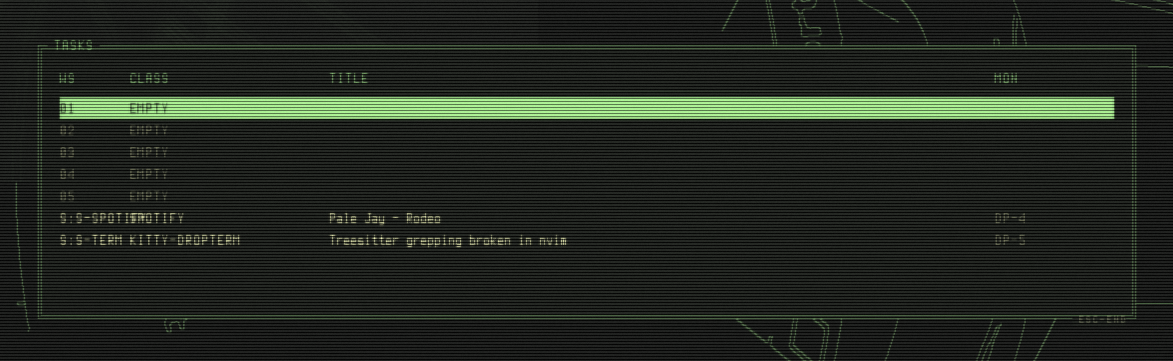 TASKS
WS CLASS TITLE MON
01 EMPTY
02 EMPTY
03 EMPTY
04 EMPTY
05 EMPTY
S:S-SPOTIFY SPOTIFY Pale Jay - Rodeo DP-4
S:S-TERM KITTY-DROPTERM Treesitter grepping broken in nvim DP-5
ESC-END